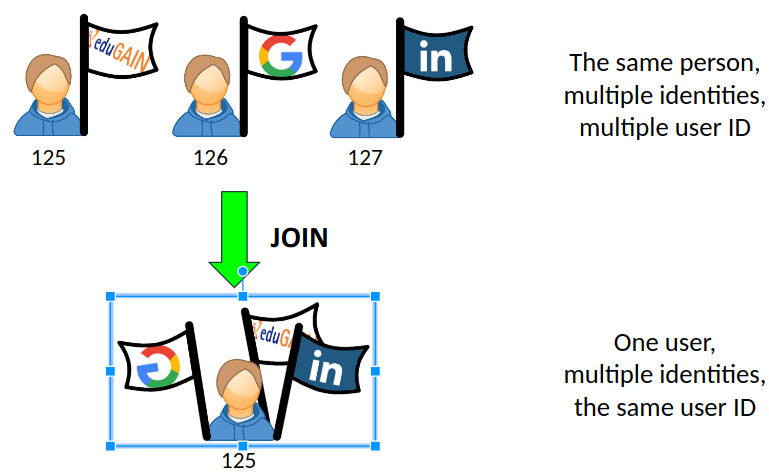 eduGAIN
G
in
The same person,
multiple identities,
multiple user ID
125
126
127
JOIN
G
eduGA
in
One user,
multiple identities,
the same user ID
125